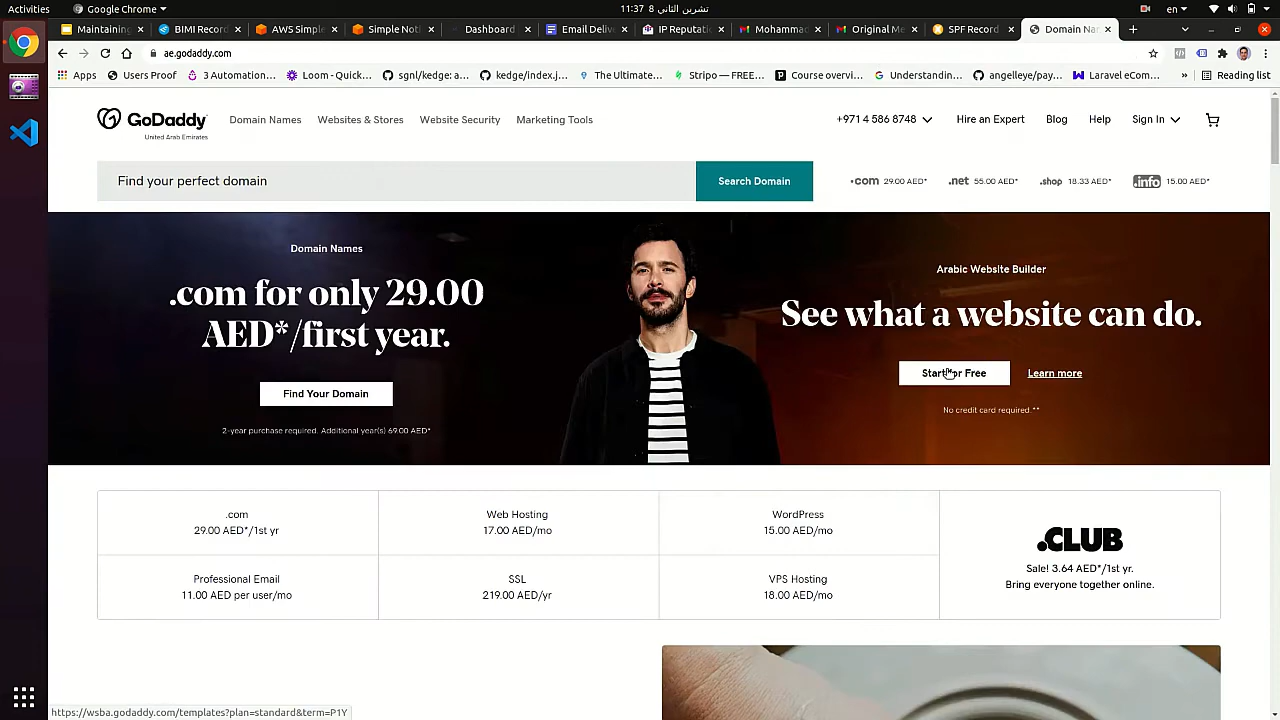 Activities
Google Chrome
11:37 8 تشرين الثاني
en
Maintaining
BIMI Recor
AWS Simpl
Simple Noti
Dashboard
Email Delive
IP Reputati
Mohammad
Original Me
SPF Record
Domain Na
ae.godaddy.com
Apps
Users Proof
3 Automation...
Loom - Quick...
sgnl/kedge: a...
kedge/index.j...
The Ultimate...
Stripo — FREE...
Course overvi...
Understandin...
angelleye/pay...
Laravel eCom...
»
Reading list
GoDaddy
United Arab Emirates
Domain Names
Websites & Stores
Website Security
Marketing Tools
+971 4 586 8748
Hire an Expert
Blog
Help
Sign In
Find your perfect domain
Search Domain
.com 29.00 AED*
.net 55.00 AED*
.shop 18.33 AED*
.info 15.00 AED*
Domain Names
.com for only 29.00
AED*/first year.
Find Your Domain
2-year purchase required. Additional year(s) 69.00 AED*
Arabic Website Builder
See what a website can do.
Start for Free
Learn more
No credit card required.**
.com
29.00 AED*/1st yr
Web Hosting
17.00 AED/mo
WordPress
15.00 AED/mo
Professional Email
11.00 AED per user/mo
SSL
219.00 AED/yr
VPS Hosting
18.00 AED/mo
.CLUB
Sale! 3.64 AED*/1st yr.
Bring everyone together online.
https://wsba.godaddy.com/templates?plan=standard&term=P1Y